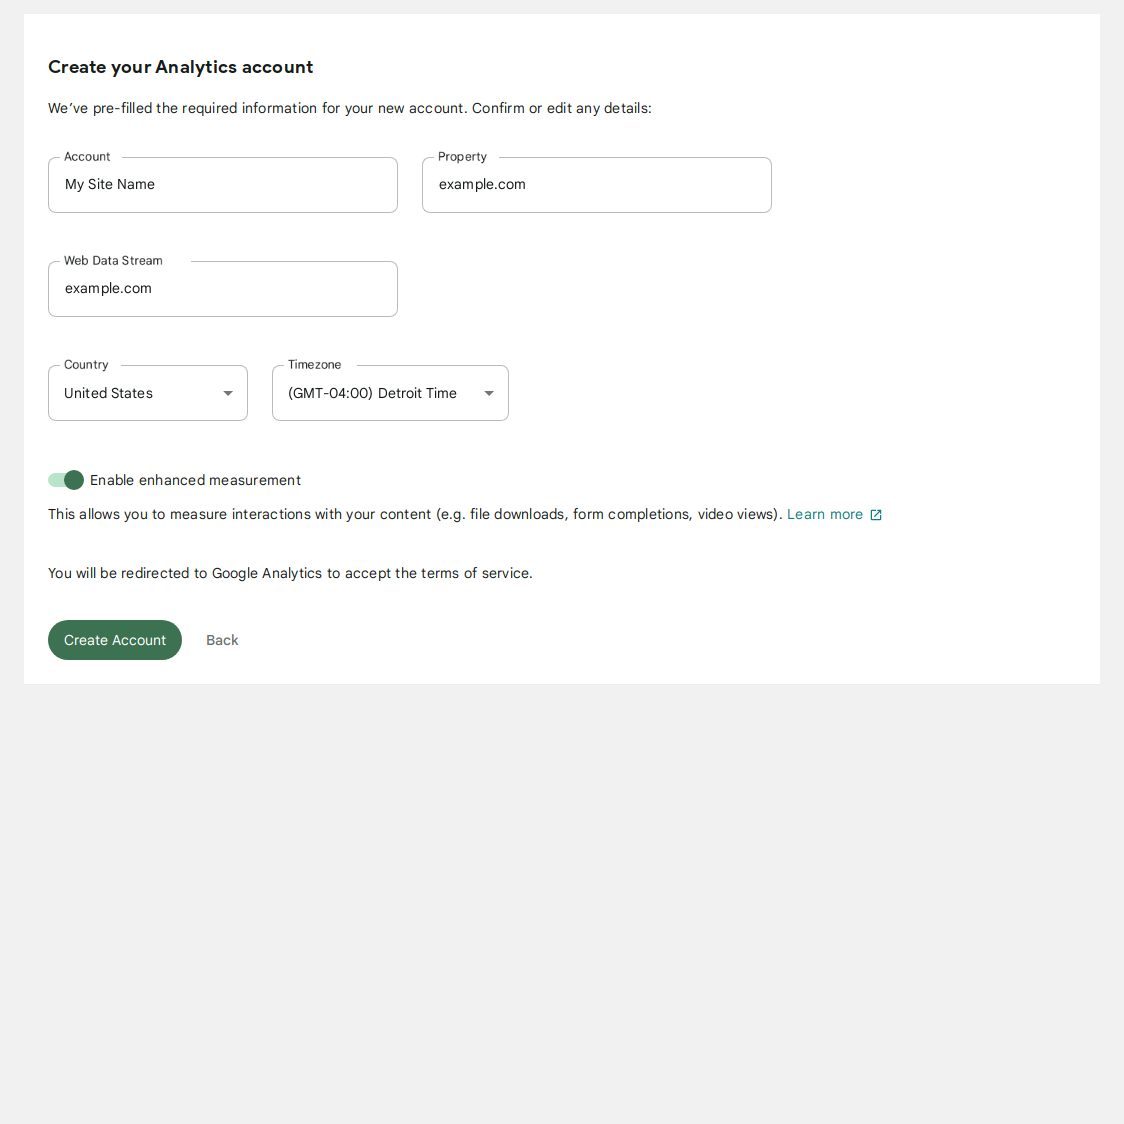 Create your Analytics account
We’ve pre-filled the required information for your new account. Confirm or edit any details:
Account
My Site Name
Property
example.com
Web Data Stream
example.com
Country
United States
Timezone
(GMT-04:00) Detroit Time
Enable enhanced measurement
This allows you to measure interactions with your content (e.g. file downloads, form completions, video views). Learn more
You will be redirected to Google Analytics to accept the terms of service.
Create Account
Back